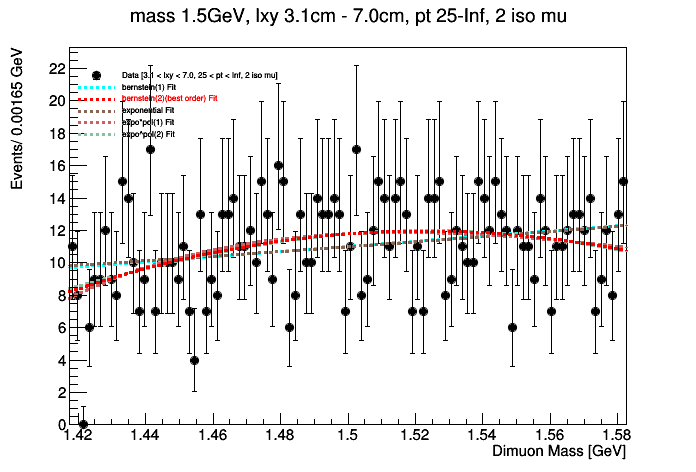 mass 1.5GeV, lxy 3.1cm - 7.0cm, pt 25-Inf, 2 iso mu
Events/ 0.00165 GeV
22
20
18
16
14
12
10
8
6
4
2
0
Data [3.1 < lxy < 7.0, 25 < pt < Inf, 2 iso mu]
bernstein(1) Fit
bernstein(2)(best order) Fit
exponential Fit
expo*pol(1) Fit
expo*pol(2) Fit
1.42 1.44 1.46 1.48 1.5 1.52 1.54 1.56 1.58
Dimuon Mass [GeV]